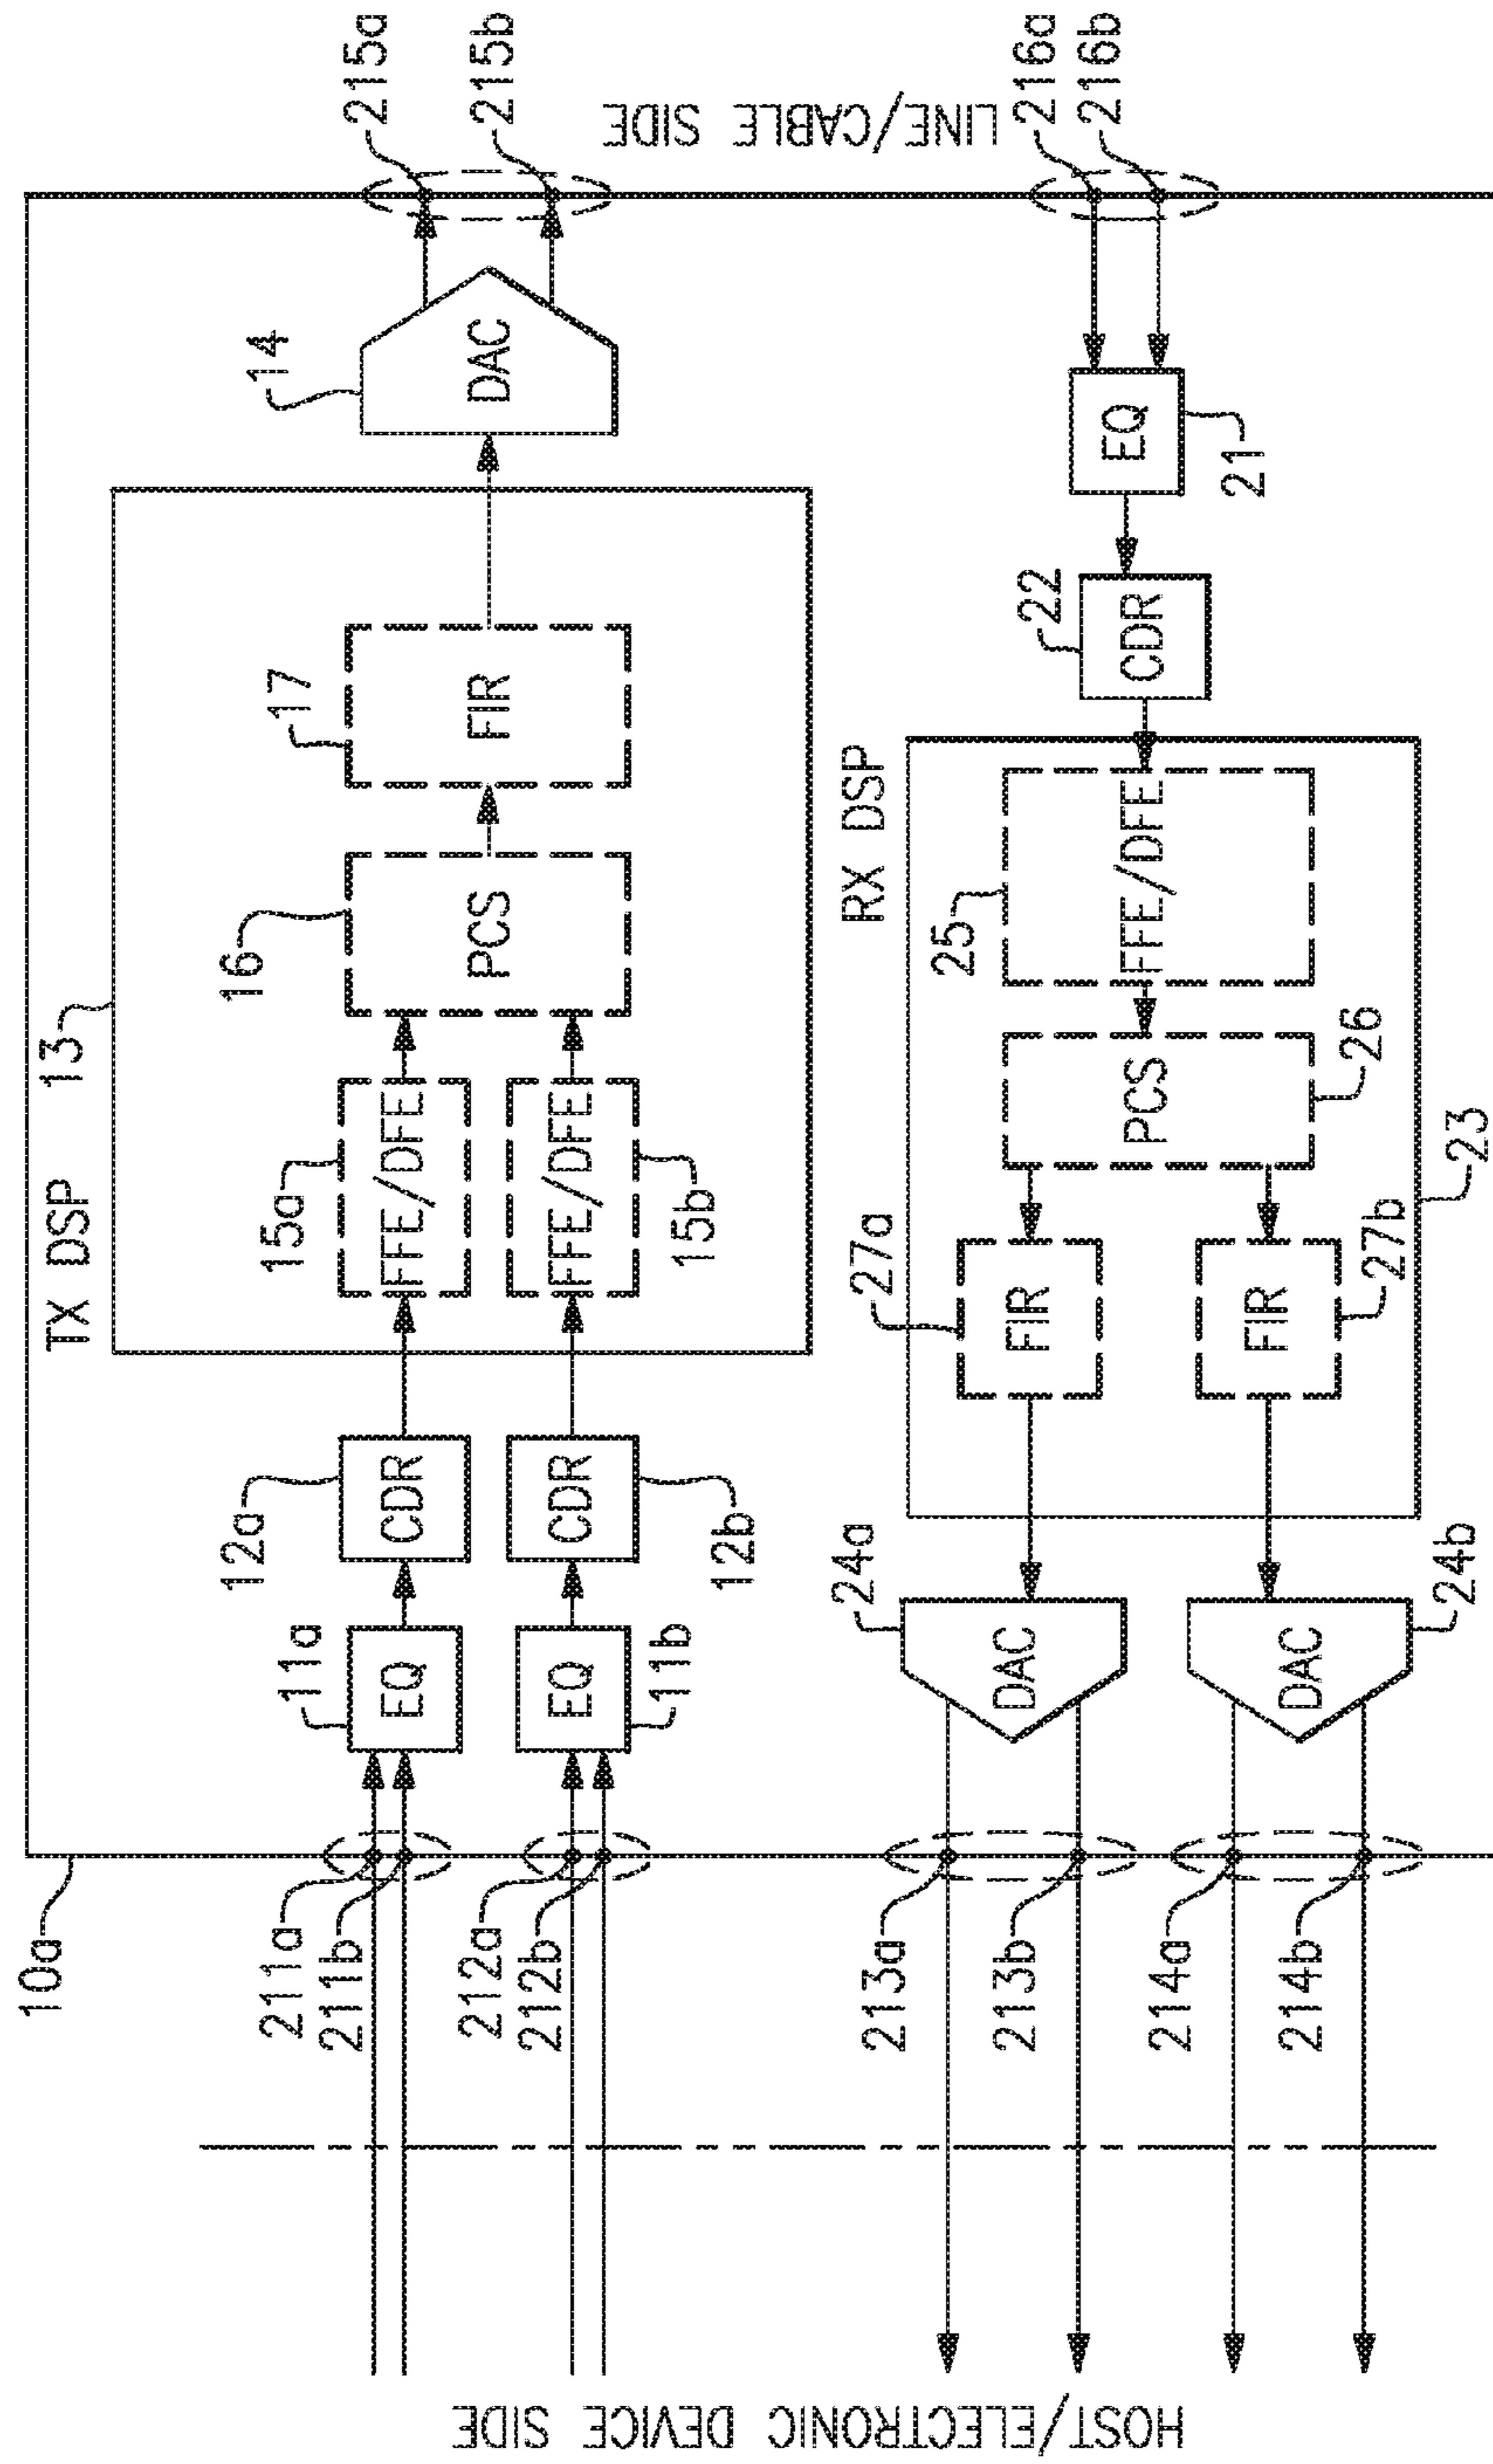 10a
TX DSP
13
14
215a
215b
LINE/CABLE SIDE
216a
216b
211a
211b
11a
EQ
12a
CDR
15a
FFE/DFE
16
PCS
17
FIR
DAC
212a
212b
EQ
11b
CDR
12b
FFE/DFE
15b
RX DSP
213a
213b
24a
DAC
27a
FIR
PCS
26
25
FFE/DFE
22
CDR
EQ
21
214a
214b
DAC
24b
FIR
27b
23
HOST/ELECTRONIC DEVICE SIDE